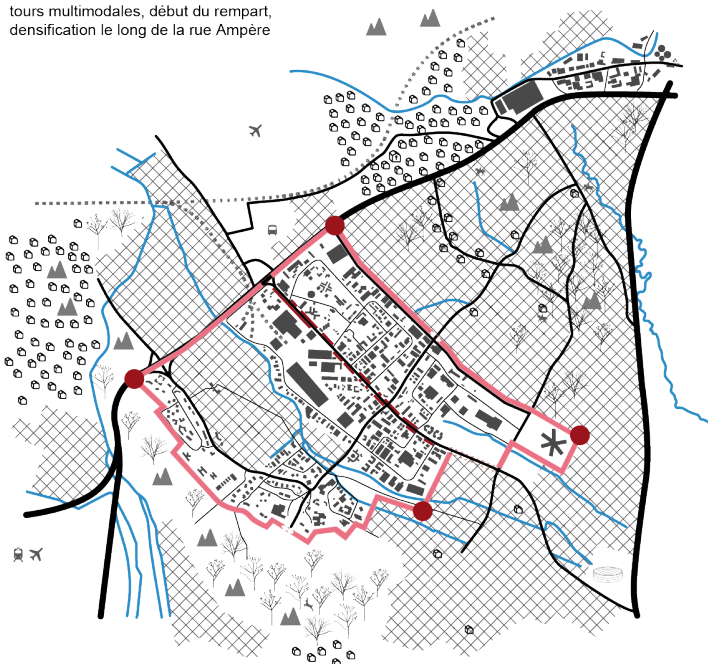 tours multimodales, début du rempart,
densification le long de la rue Ampère